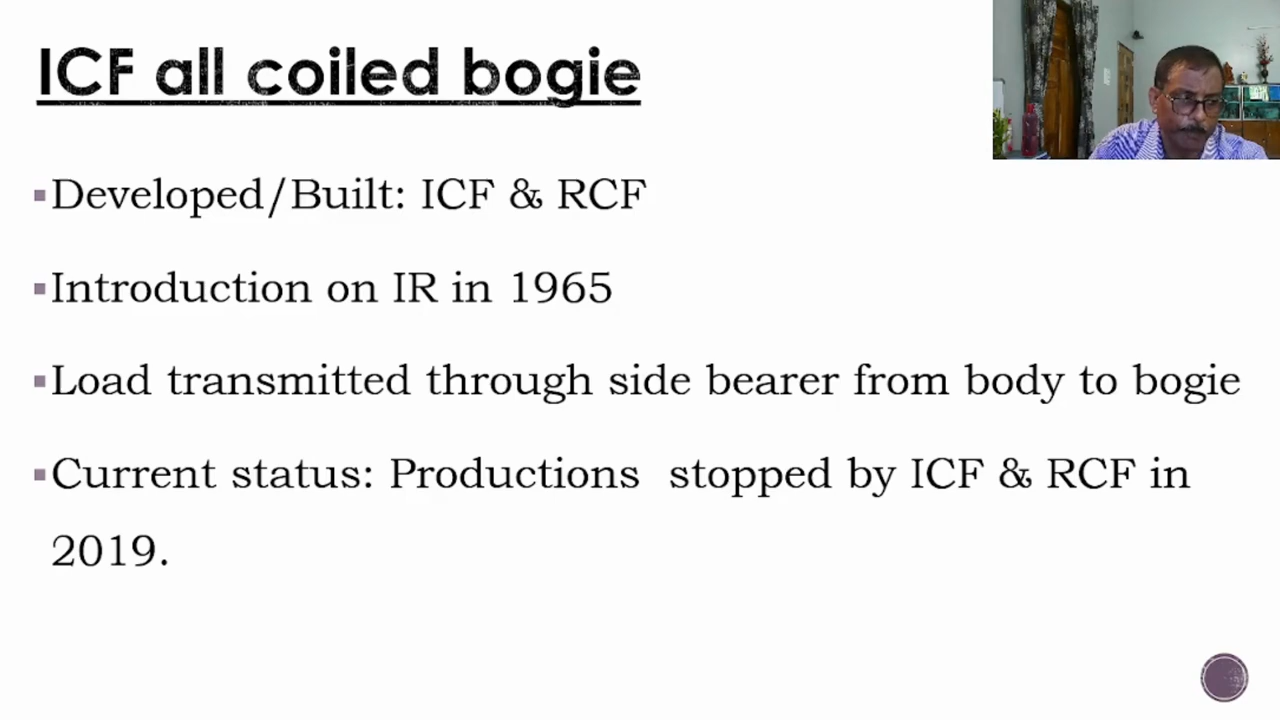 ICF all coiled bogie
Developed/Built: ICF & RCF
Introduction on IR in 1965
Load transmitted through side bearer from body to bogie
Current status: Productions stopped by ICF & RCF in
2019.